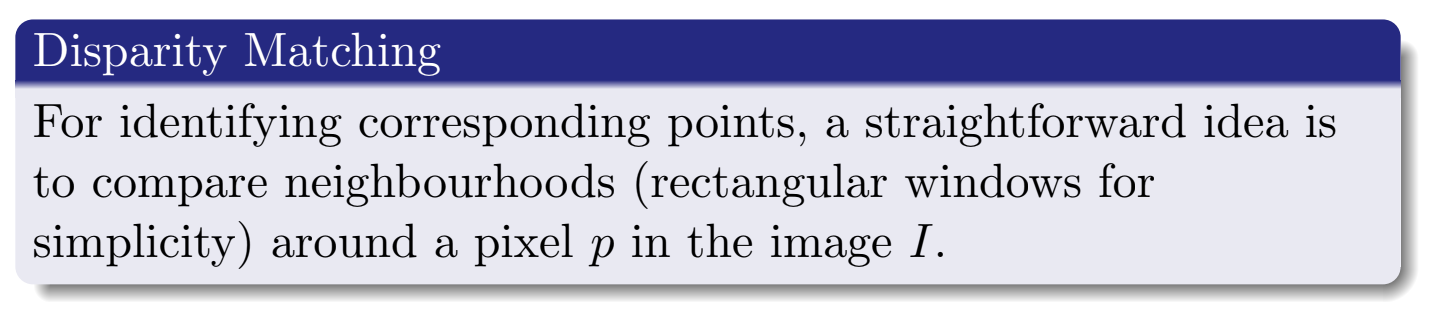 Disparity Matching
For identifying corresponding points, a straightforward idea is
to compare neighbourhoods (rectangular windows for
simplicity) around a pixel p in the image I.